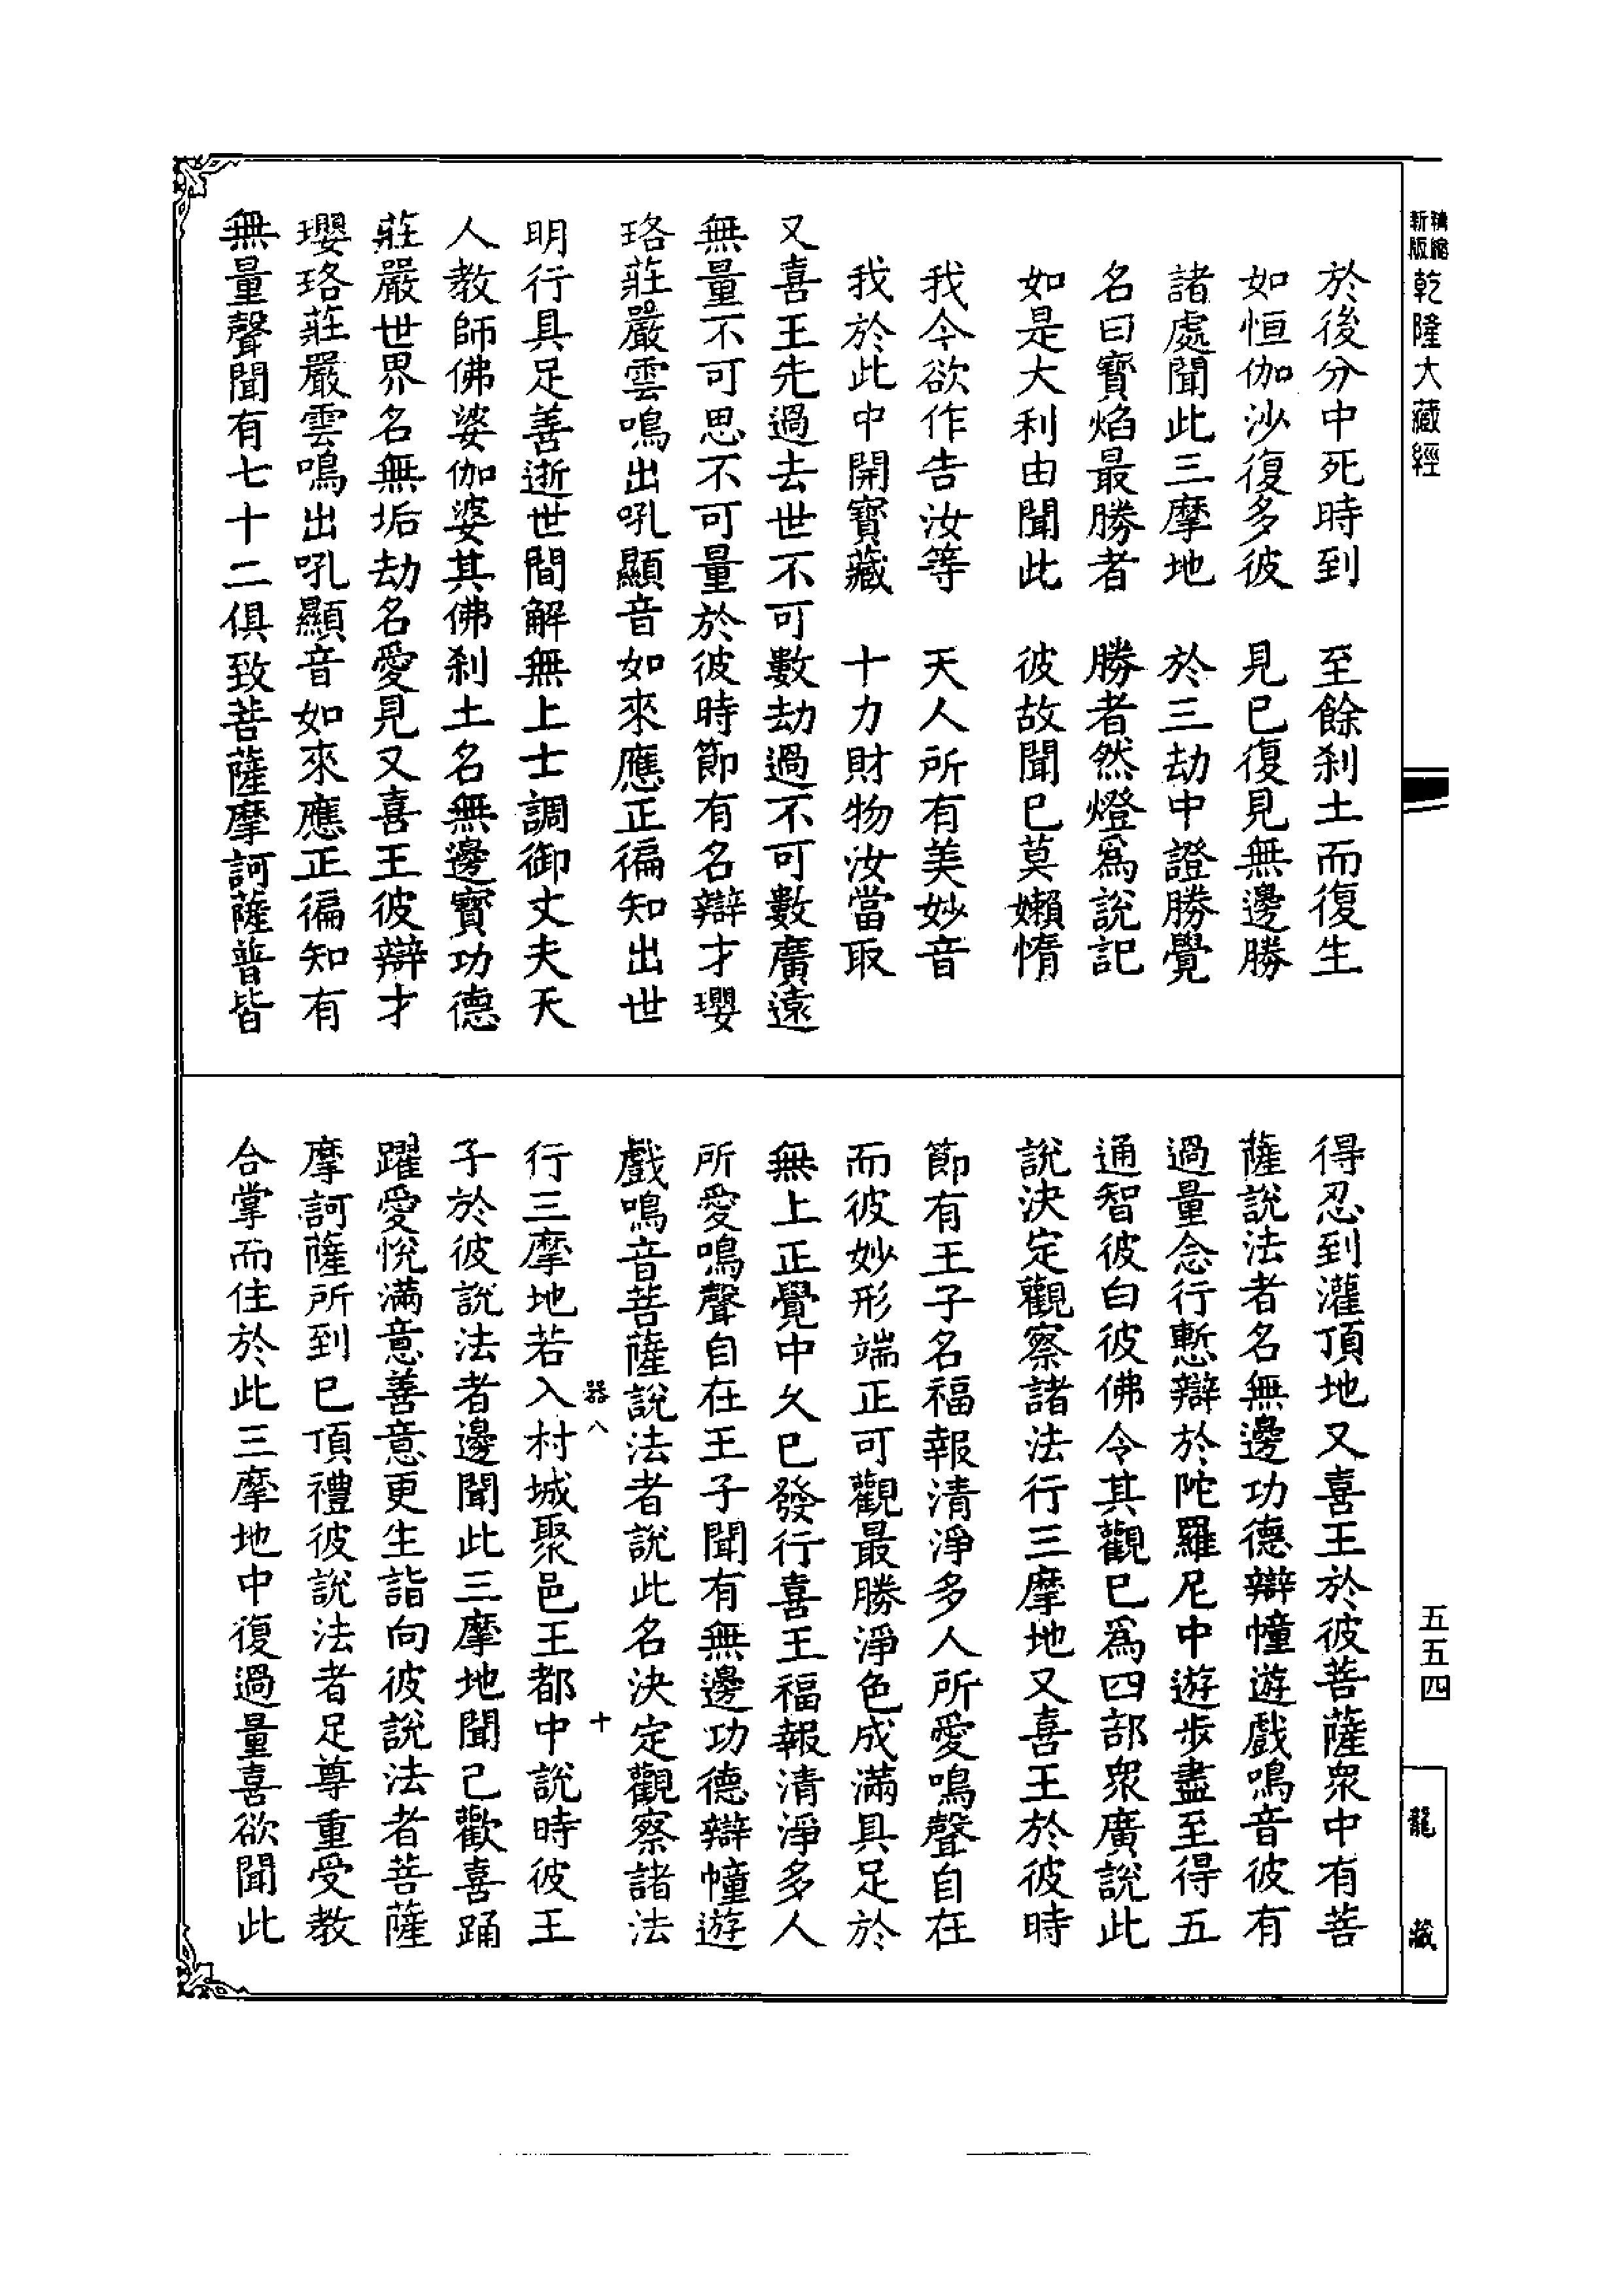 新版
精縮
乾隆大藏經
於後分中死時到　至餘刹土而復生
如恒伽沙復多彼　見已復見無邊勝
諸處聞此三摩地　於三劫中證勝覺
名曰寶焰最勝者　勝者然燈爲說記
如是大利由聞此　彼故聞已莫嬾惰
我今欲作告汝等　天人所有美妙音
我於此中開寶藏　十力財物汝當取
又喜王先過去世不可數劫過不可數廣遠
無量不可思不可量於彼時節有名辯才瓔
珞莊嚴雲鳴出吼顯音如來應正徧知出世
明行具足善逝世間解無上士調御丈夫天
人教師佛婆伽婆其佛刹土名無邊寶功德
莊嚴世界名無垢劫名愛見又喜王彼辯才
瓔珞莊嚴雲鳴出吼顯音如來應正徧知有
無量聲聞有七十二俱致菩薩摩訶薩普皆
得忍到灌頂地又喜王於彼菩薩衆中有菩
薩說法者名無邊功德辯幢遊戲鳴音彼有
過量念行慙辯於陀羅尼中遊步盡至得五
通智彼白彼佛令其觀已爲四部衆廣說此
說決定觀察諸法行三摩地又喜王於彼時
節有王子名福報清淨多人所愛鳴聲自在
而彼妙形端正可觀最勝淨色成滿具足於
無上正覺中久已發行喜王福報清淨多人
所愛鳴聲自在王子聞有無邊功德辯幢遊
戲鳴音菩薩說法者說此名決定觀察諸法
器八
十
行三摩地若入村城聚邑王都中說時彼王
子於彼說法者邊聞此三摩地聞已歡喜踊
躍愛悅滿意善意更生詣向彼說法者菩薩
摩訶薩所到已頂禮彼說法者足尊重受教
合掌而住於此三摩地中復過量喜欲聞此
五五四
龍藏